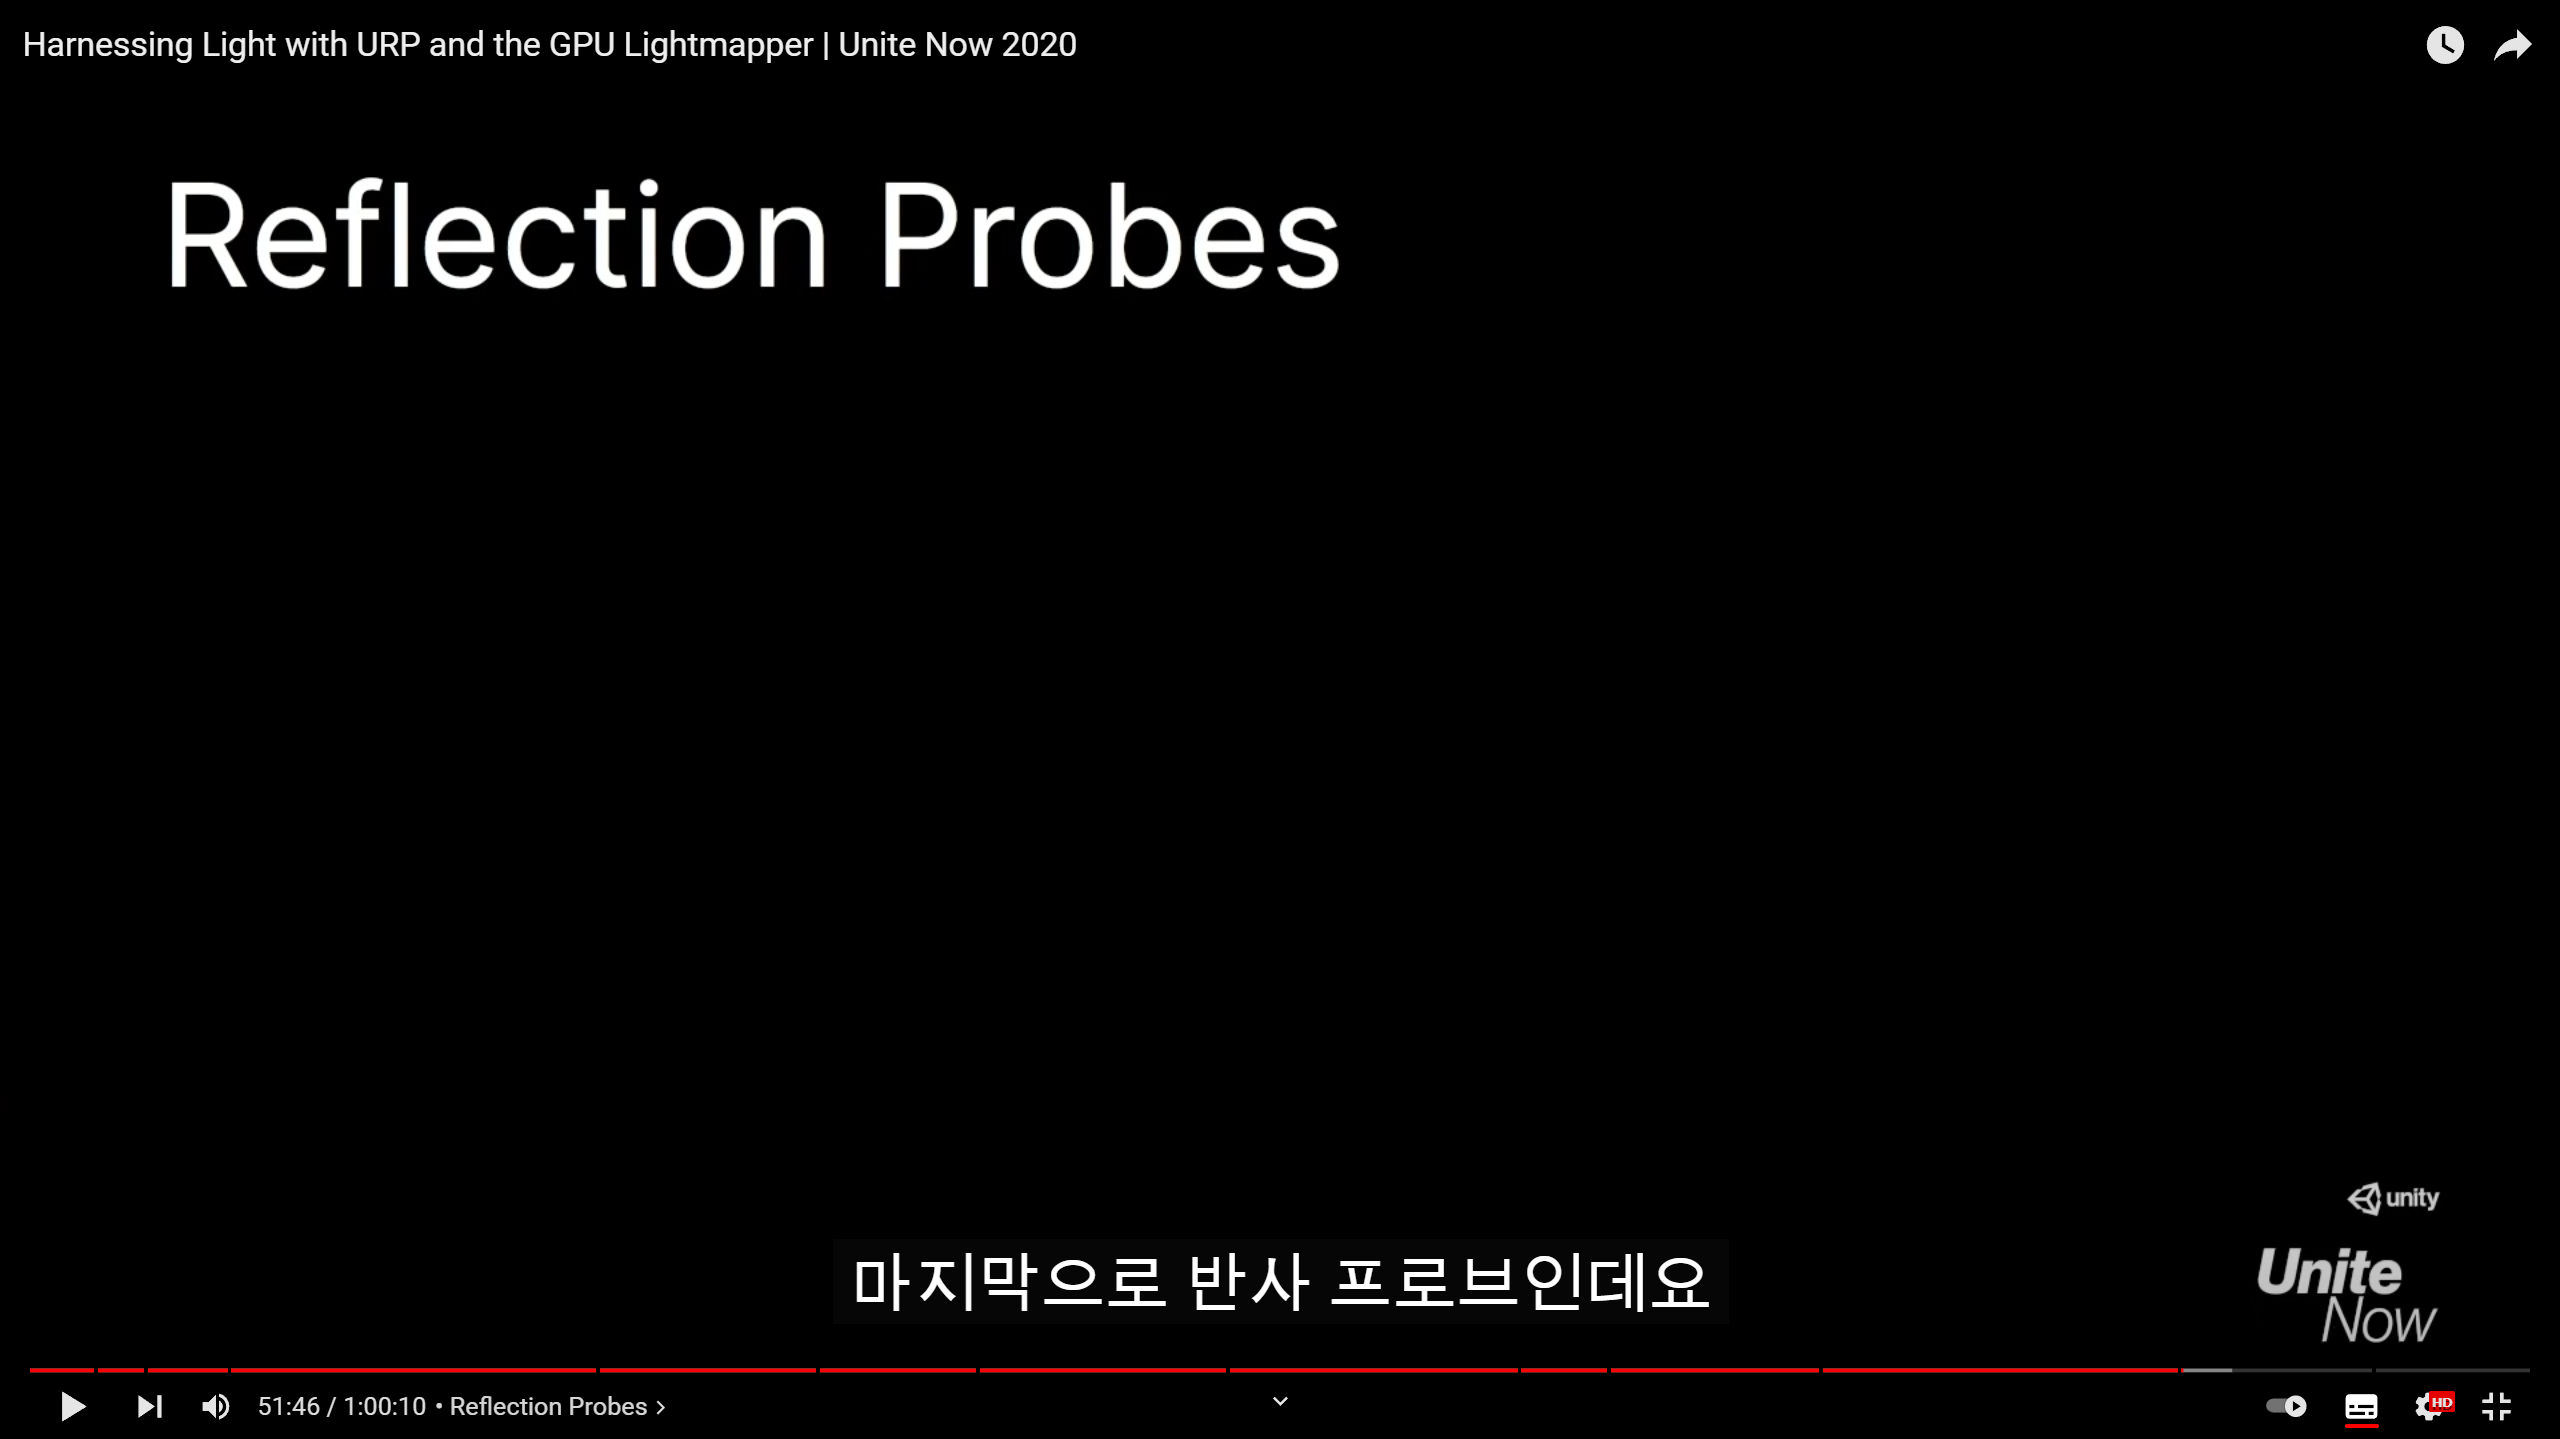 Harnessing Light with URP and the GPU Lightmapper | Unite Now 2020
Reflection Probes
unity
Unite
Now
마지막으로 반사 프로브인데요
51:46 / 1:00:10 • Reflection Probes >
HD